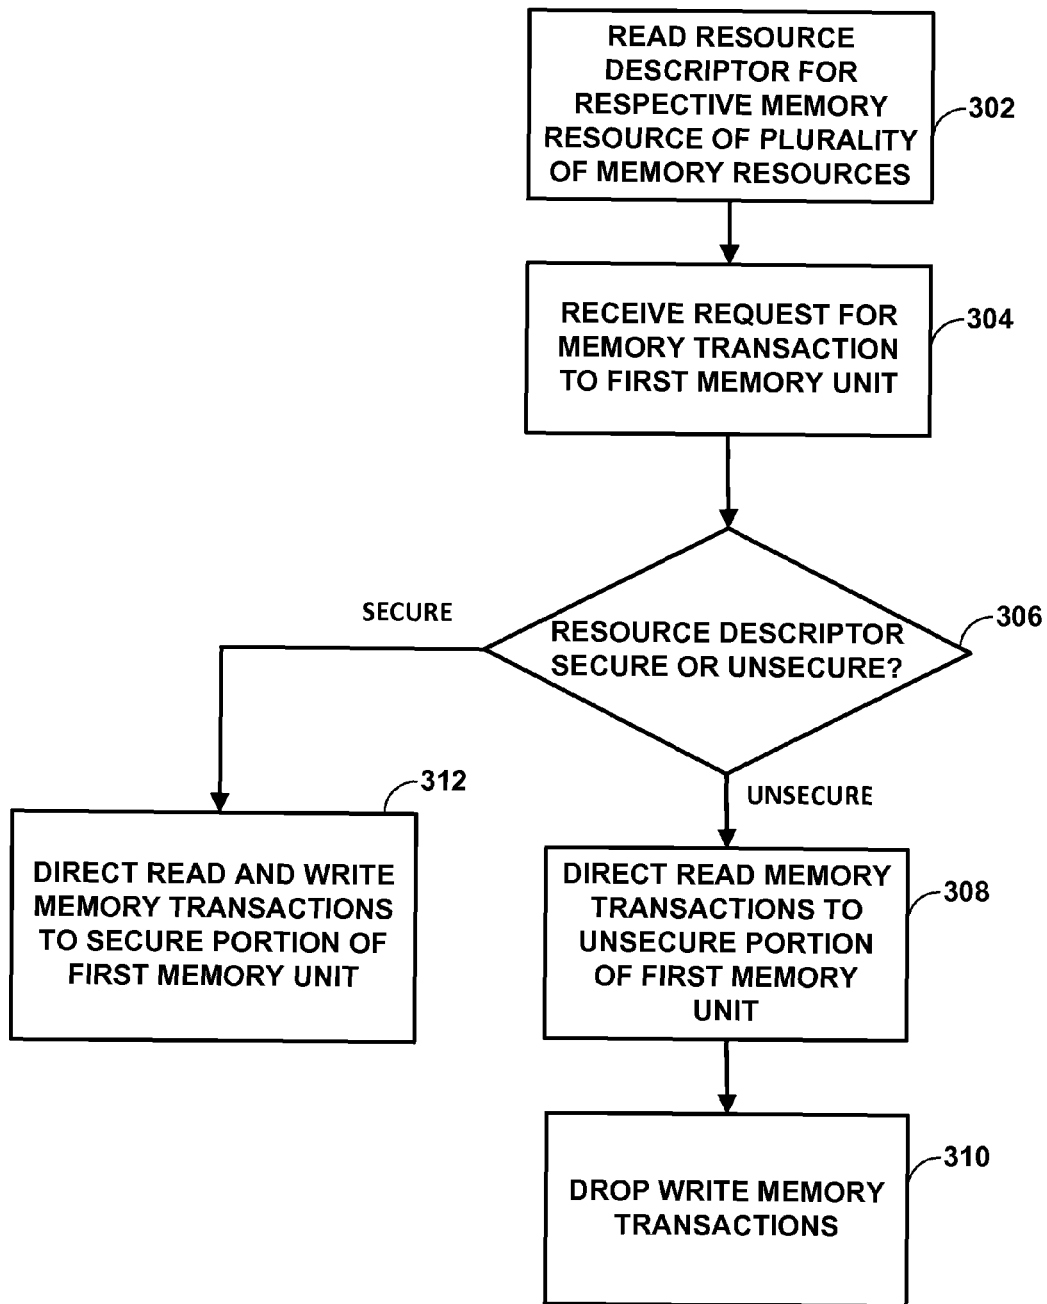 READ RESOURCE
DESCRIPTOR FOR
RESPECTIVE MEMORY
RESOURCE OF PLURALITY
OF MEMORY RESOURCES
302
RECEIVE REQUEST FOR
MEMORY TRANSACTION
TO FIRST MEMORY UNIT
304
RESOURCE DESCRIPTOR
SECURE OR UNSECURE?
306
SECURE
UNSECURE
312
DIRECT READ AND WRITE
MEMORY TRANSACTIONS
TO SECURE PORTION OF
FIRST MEMORY UNIT
DIRECT READ MEMORY
TRANSACTIONS TO
UNSECURE PORTION
OF FIRST MEMORY
UNIT
308
DROP WRITE MEMORY
TRANSACTIONS
310